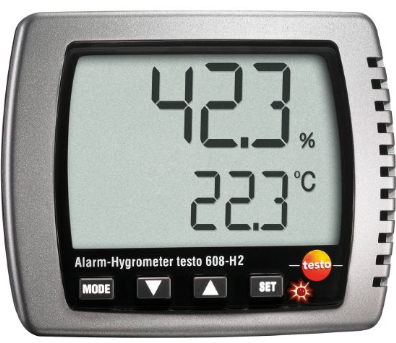 42.3 %
22.3 °C
Alarm-Hygrometer testo 608-H2
testo
MODE ▼ ▲ SET